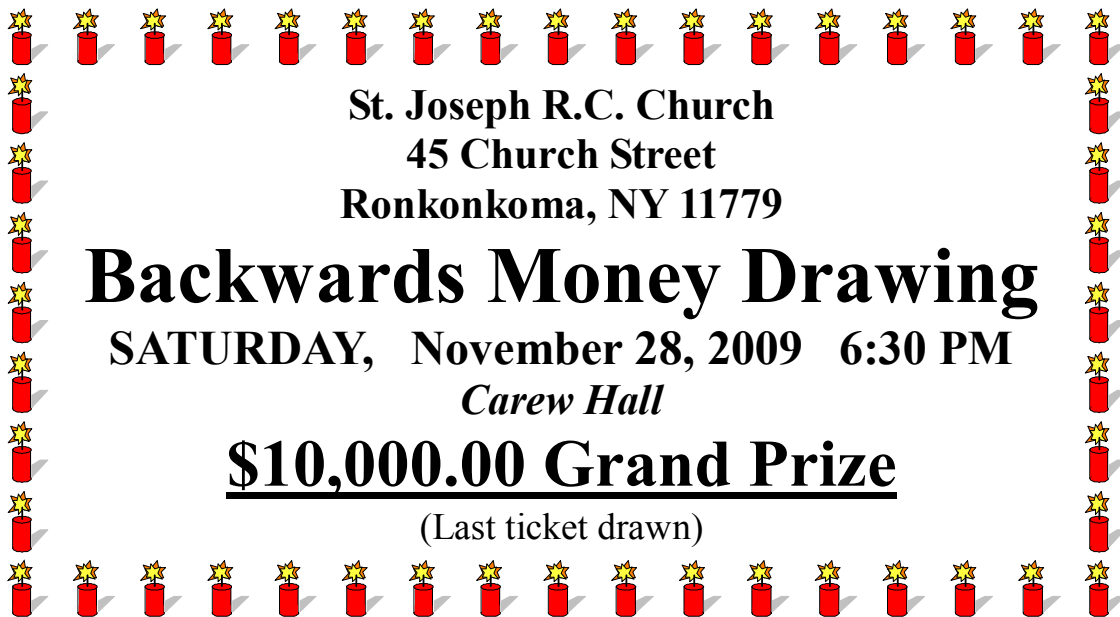 St. Joseph R.C. Church
45 Church Street
Ronkonkoma, NY 11779
Backwards Money Drawing
SATURDAY, November 28, 2009 6:30 PM
Carew Hall
$10,000.00 Grand Prize
(Last ticket drawn)